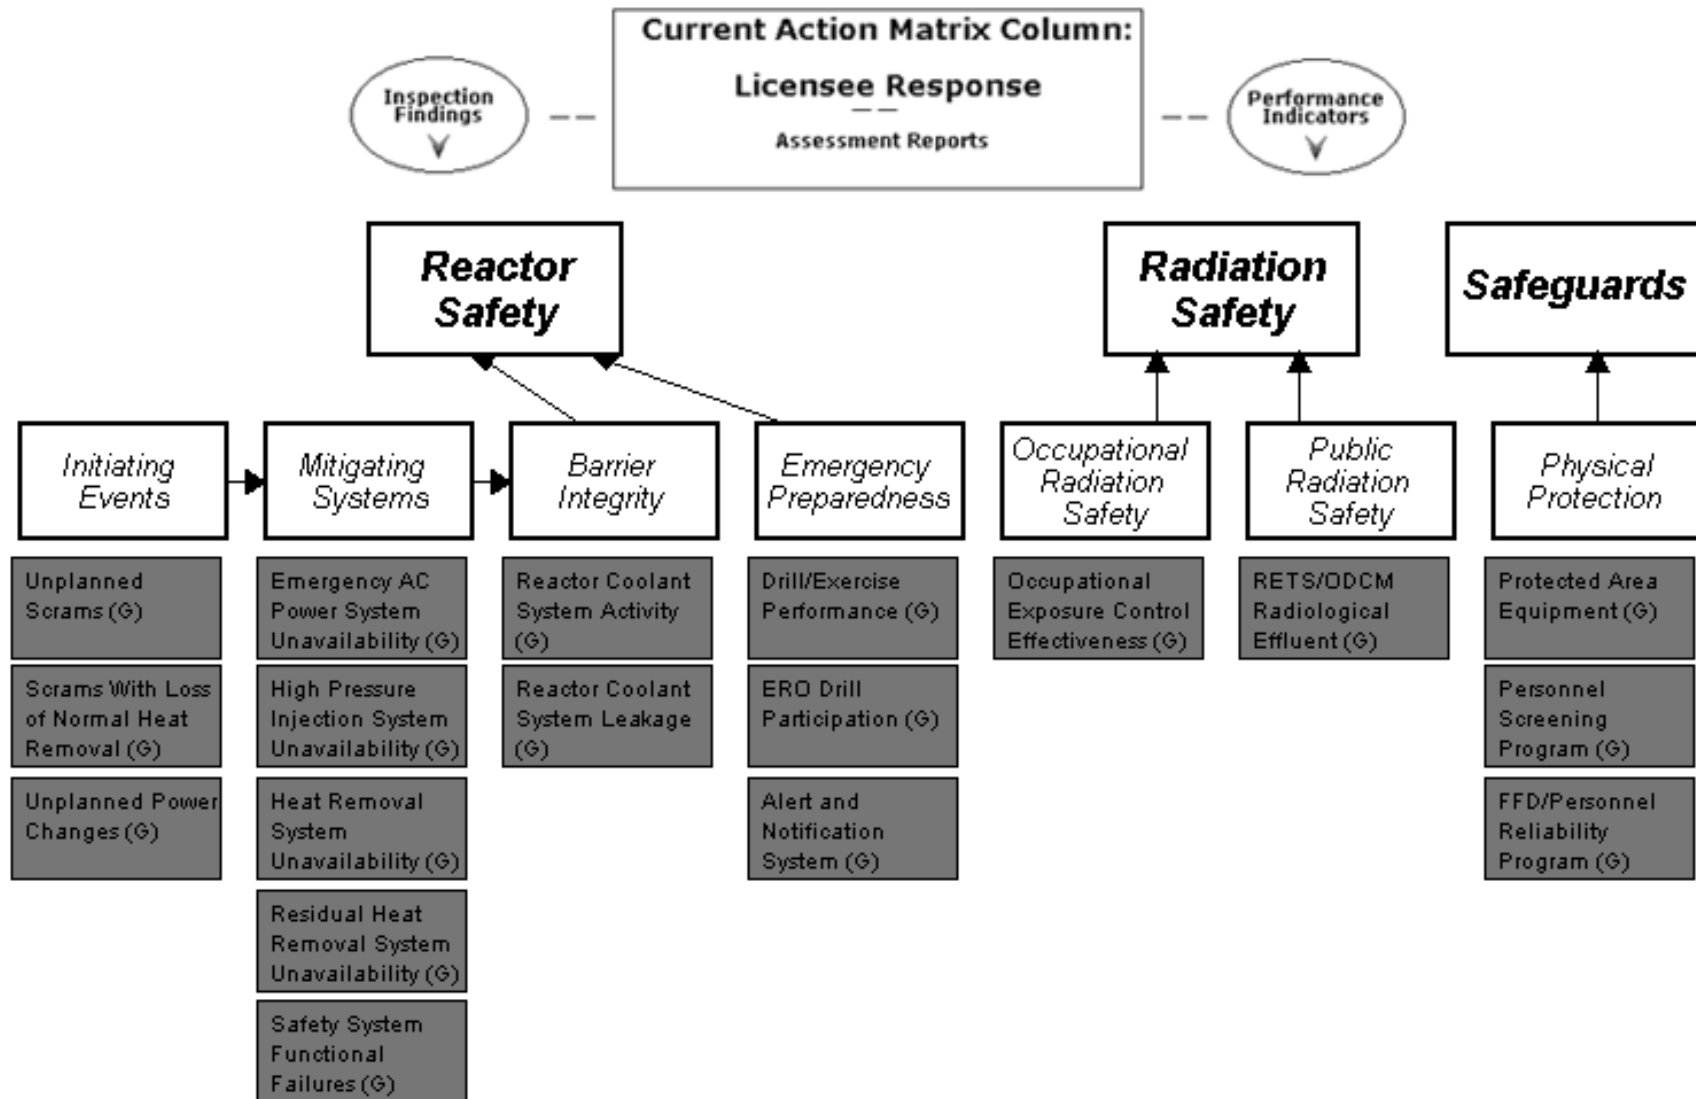 Current Action Matrix Column:
Licensee Response
Assessment Reports
Inspection
Findings
Performance
Indicators
Reactor
Safety
Radiation
Safety
Safeguards
Initiating
Events
Mitigating
Systems
Barrier
Integrity
Emergency
Preparedness
Occupational
Radiation
Safety
Public
Radiation
Safety
Physical
Protection
Unplanned
Scrams (G)
Scrams With Loss
of Normal Heat
Removal (G)
Unplanned Power
Changes (G)
Emergency AC
Power System
Unavailability (G)
High Pressure
Injection System
Unavailability (G)
Heat Removal
System
Unavailability (G)
Residual Heat
Removal System
Unavailability (G)
Safety System
Functional
Failures (G)
Reactor Coolant
System Activity
(G)
Reactor Coolant
System Leakage
(G)
Drill/Exercise
Performance (G)
ERO Drill
Participation (G)
Alert and
Notification
System (G)
Occupational
Exposure Control
Effectiveness (G)
RETS/ODCM
Radiological
Effluent (G)
Protected Area
Equipment (G)
Personnel
Screening
Program (G)
FFD/Personnel
Reliability
Program (G)